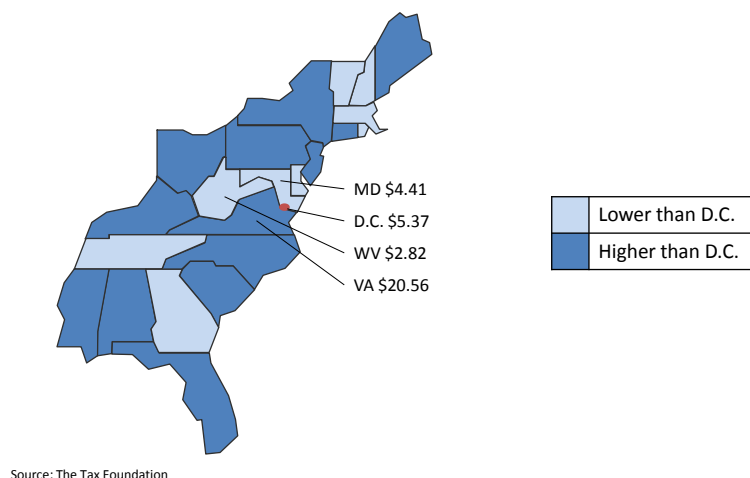 MD $4.41
D.C. $5.37
WV $2.82
VA $20.56
Lower than D.C.
Higher than D.C.
Source: The Tax Foundation